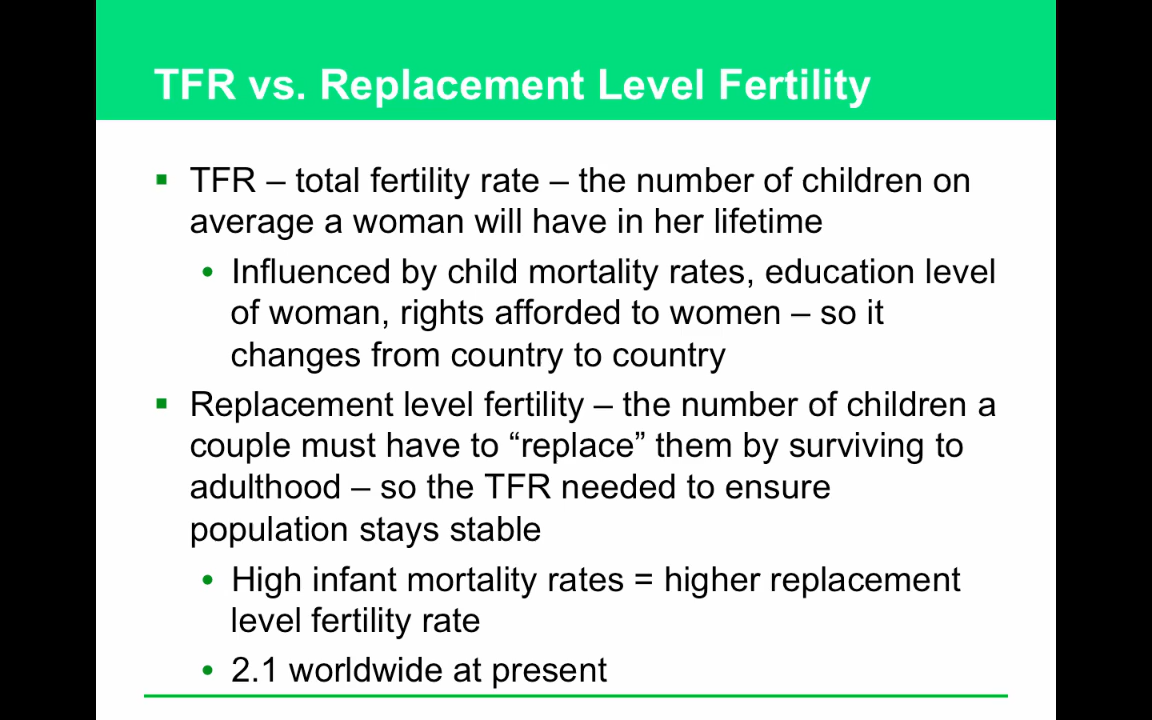 TFR vs. Replacement Level Fertility
▪ TFR – total fertility rate – the number of children on
average a woman will have in her lifetime
• Influenced by child mortality rates, education level
of woman, rights afforded to women – so it
changes from country to country
▪ Replacement level fertility – the number of children a
couple must have to “replace” them by surviving to
adulthood – so the TFR needed to ensure
population stays stable
• High infant mortality rates = higher replacement
level fertility rate
• 2.1 worldwide at present